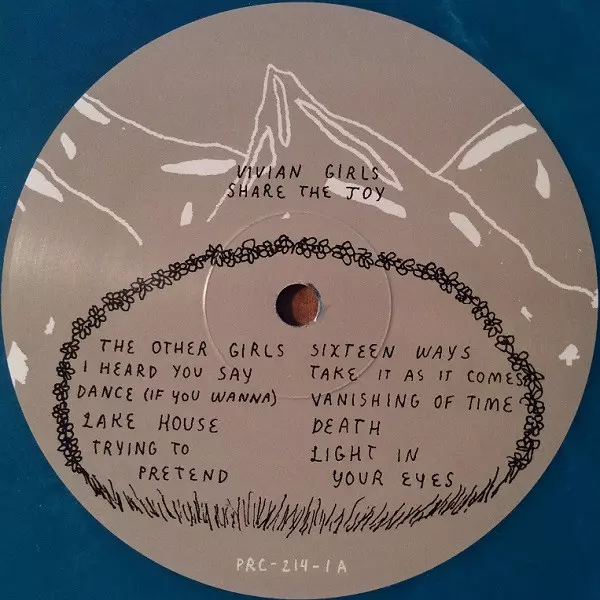 VIVIAN GIRLS
SHARE THE JOY
THE OTHER GIRLS
I HEARD YOU SAY
DANCE (IF YOU WANNA)
LAKE HOUSE
TRYING TO
PRETEND
SIXTEEN WAYS
TAKE IT AS IT COMES
VANISHING OF TIME
DEATH
LIGHT IN
YOUR EYES
PRC-214-1A